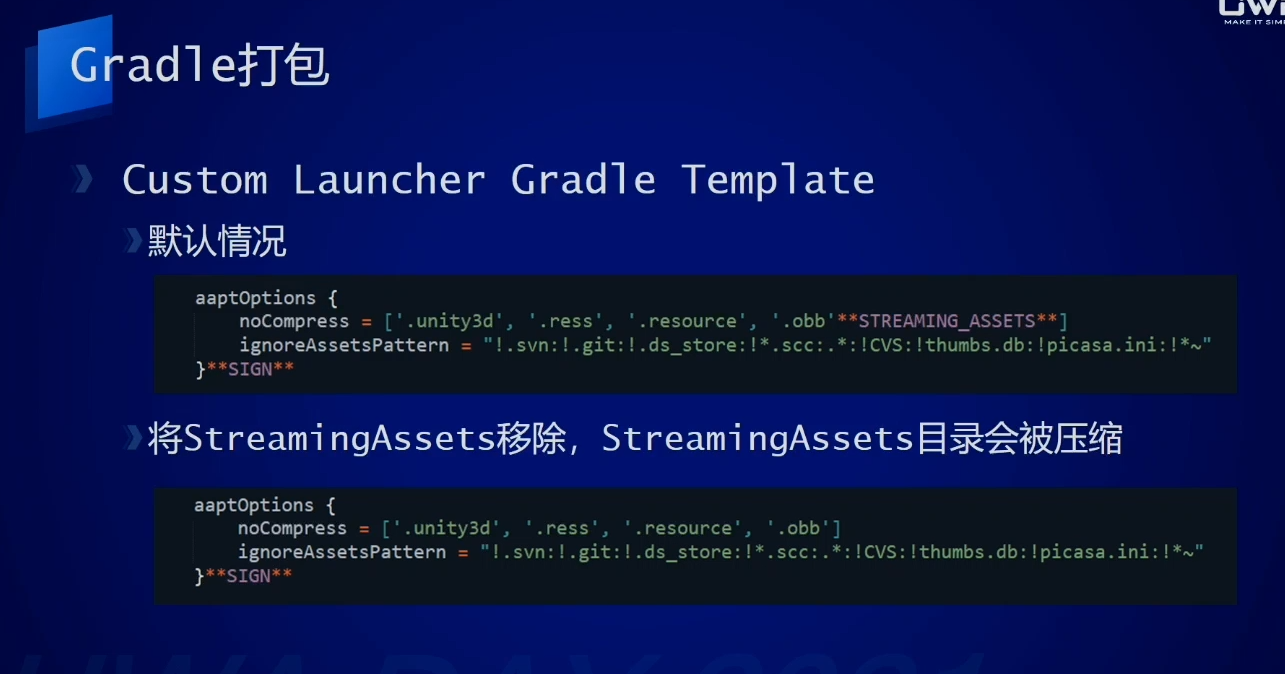 MAKE IT SIM
Gradle打包
Custom Launcher Gradle Template
默认情况
aaptOptions {
noCompress = ['.unity3d', '.ress', '.resource', '.obb'**STREAMING_ASSETS**]
ignoreAssetsPattern = "!.svn:!.git:!.ds_store:!*.scc:.*:!CVS:!thumbs.db:!picasa.ini:!*~"
}**SIGN**
将StreamingAssets移除，StreamingAssets目录会被压缩
aaptOptions {
noCompress = ['.unity3d', '.ress', '.resource', '.obb']
ignoreAssetsPattern = "!.svn:!.git:!.ds_store:!*.scc:.*:!CVS:!thumbs.db:!picasa.ini:!*~"
}**SIGN**